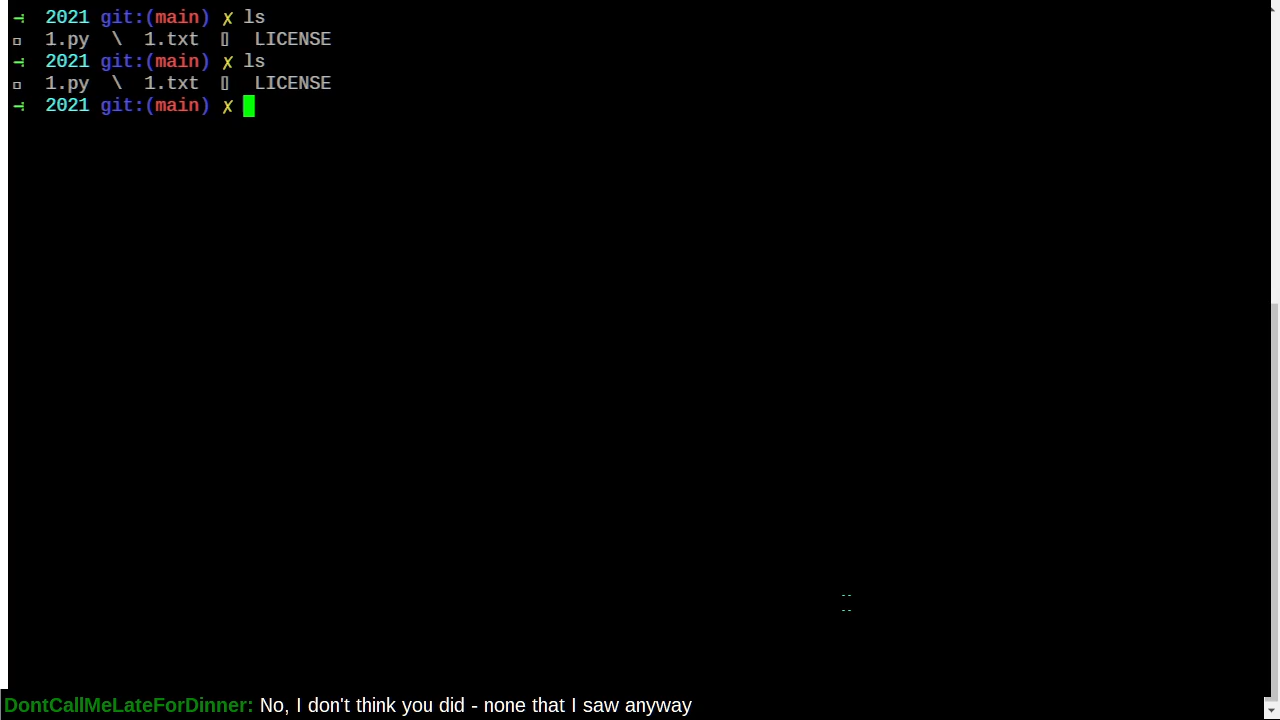 → 2021 git:(main) ✗ ls
1.py \ 1.txt LICENSE
→ 2021 git:(main) ✗ ls
1.py \ 1.txt LICENSE
→ 2021 git:(main) ✗
DontCallMeLateForDinner: No, I don't think you did - none that I saw anyway